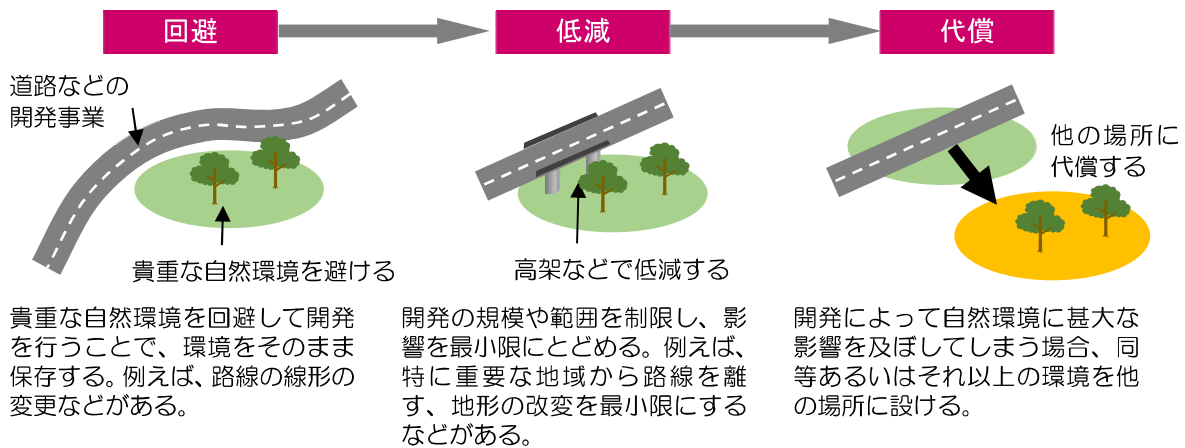 回避
低減
代償
道路などの
開発事業
貴重な自然環境を避ける
高架などで低減する
他の場所に
代償する
貴重な自然環境を回避して開発
を行うことで、環境をそのまま
保存する。例えば、路線の線形の
変更などがある。
開発の規模や範囲を制限し、影
響を最小限にとどめる。例えば、
特に重要な地域から路線を離
す、地形の改変を最小限にする
などがある。
開発によって自然環境に甚大な
影響を及ぼしてしまう場合、同
等あるいはそれ以上の環境を他
の場所に設ける。